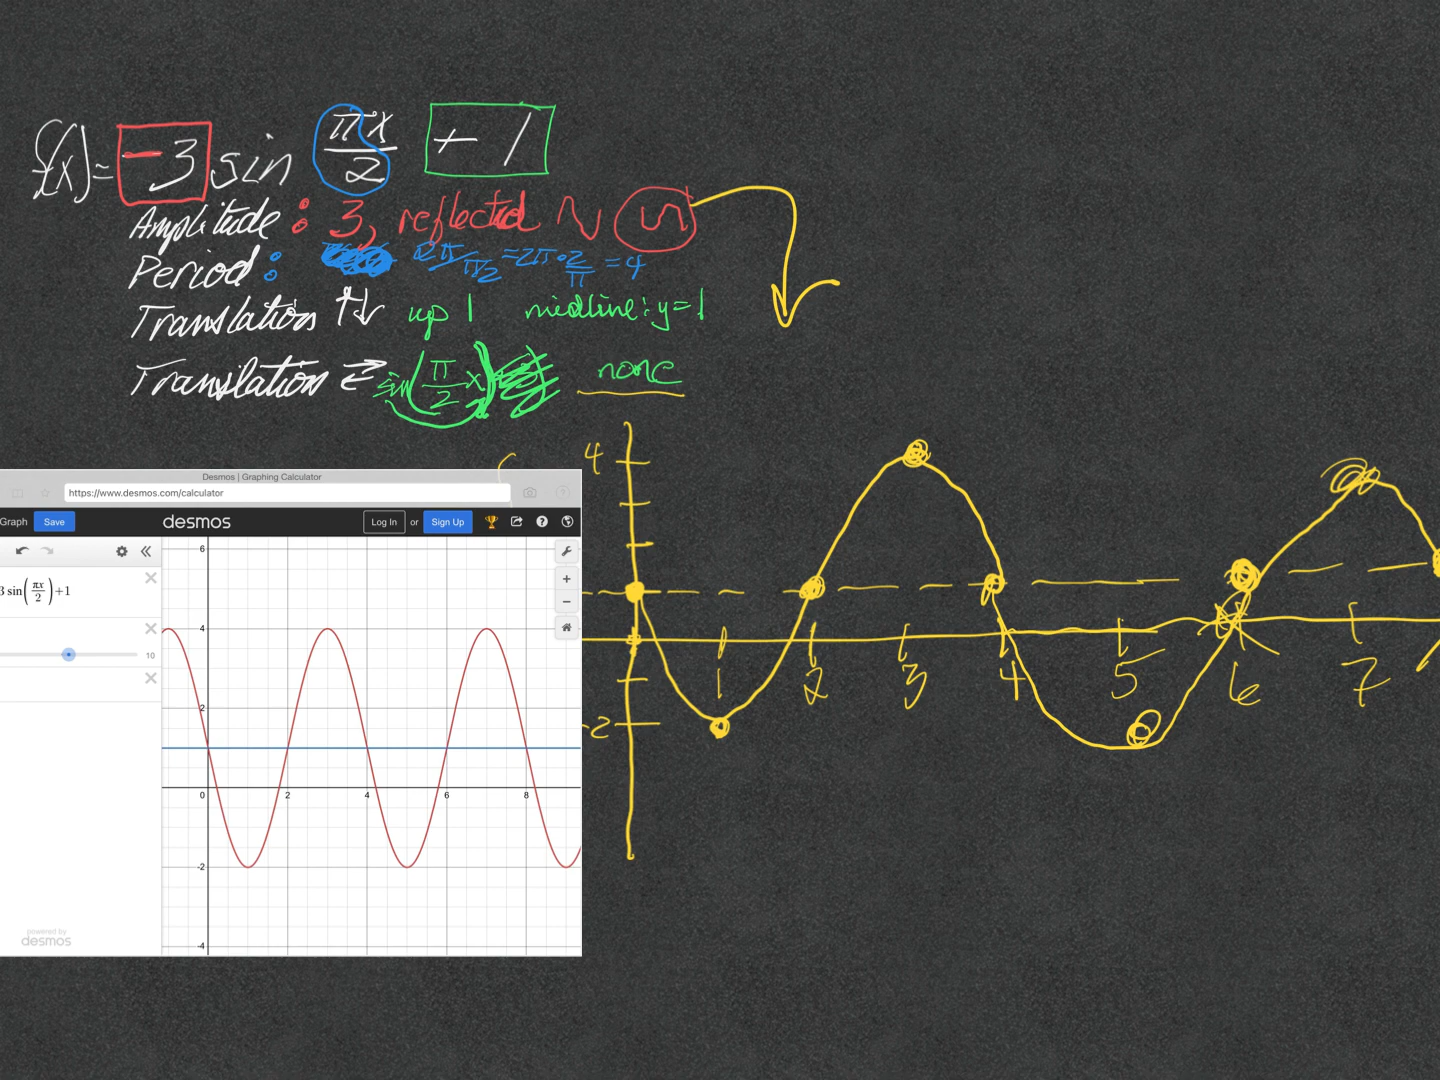 f(x)= -3 sin πx/2 + 1
Amplitude : 3, reflected
Period : 2π/π/2 =2π·2/π =4
Translation ↑↓ up 1 midline: y=1
Translation ⇄ sin(π/2 x) none
4
-2
1 2 3 4 5 6 7
Desmos | Graphing Calculator
https://www.desmos.com/calculator
Graph Save desmos Log In or Sign Up
3 sin(πx/2)+1
10
powered by
desmos
6
4
2
0 2 4 6 8
-2
-4